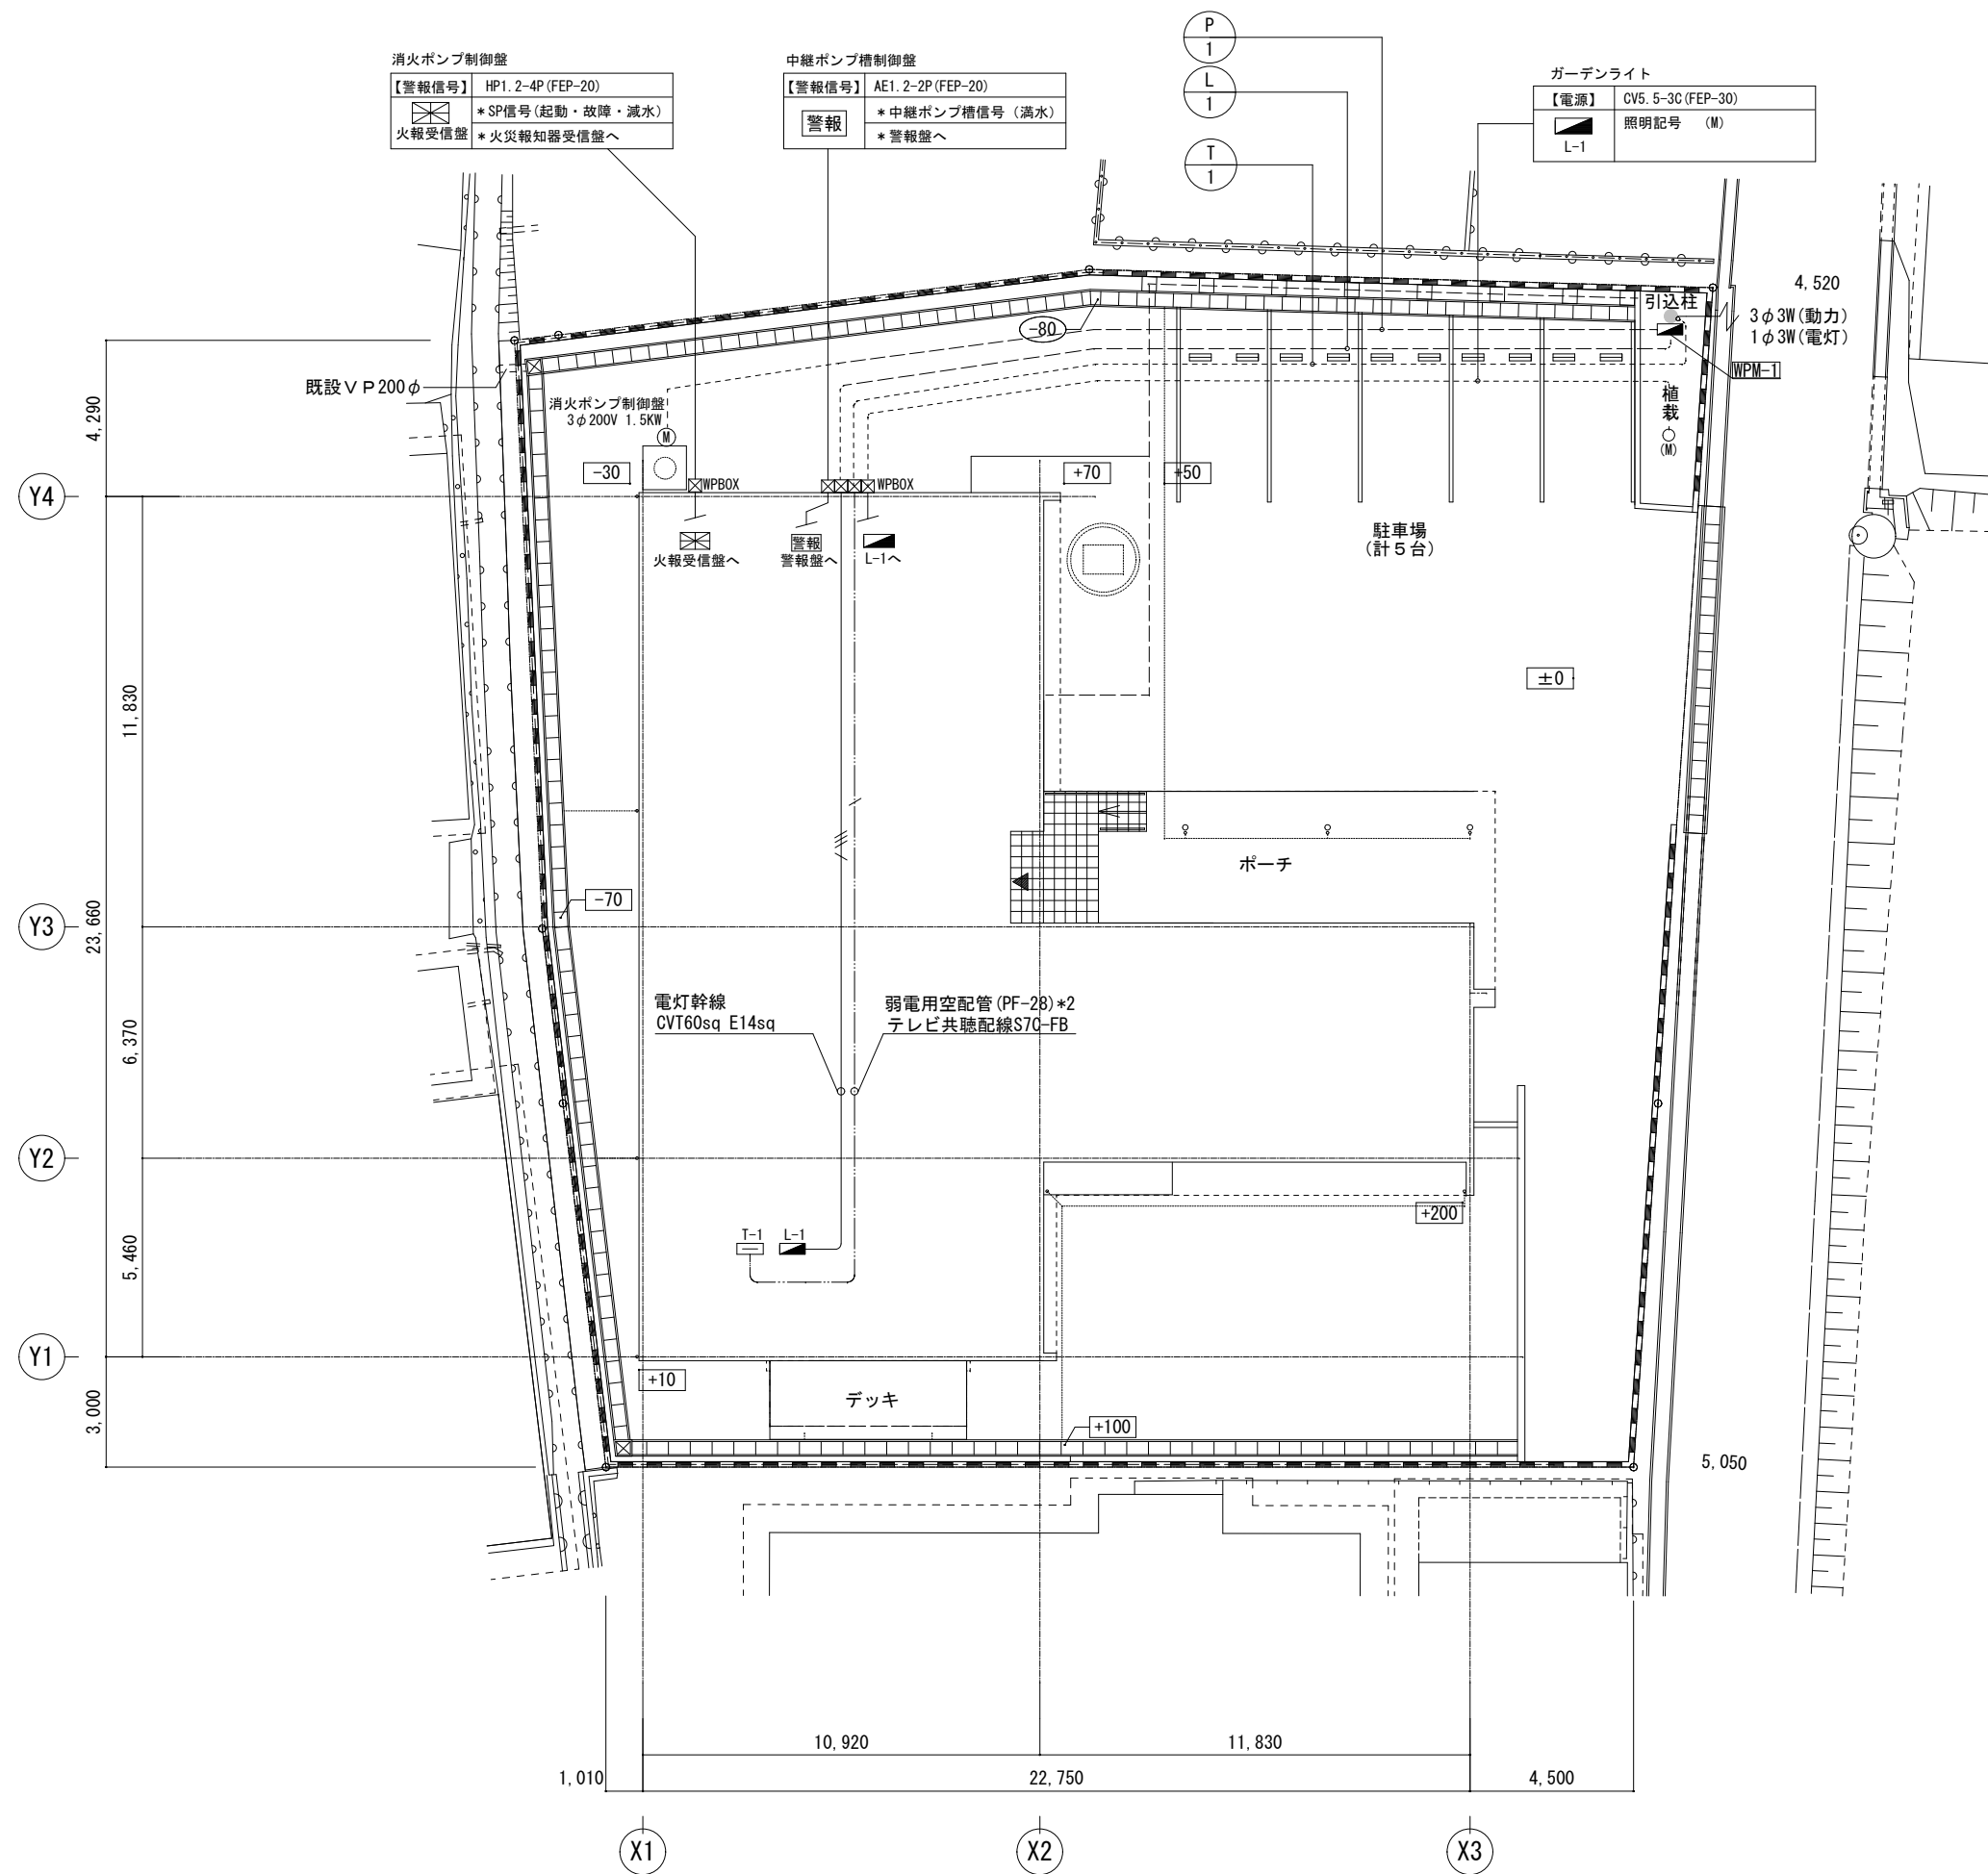 消火ポンプ制御盤
【警報信号】 HP1.2-4P(FEP-20)
*SP信号(起動・故障・減水)
火報受信盤 *火災報知器受信盤へ
中継ポンプ槽制御盤
【警報信号】 AE1.2-2P(FEP-20)
警報 *中継ポンプ槽信号(満水)
*警報盤へ
P
1
L
1
T
1
ガーデンライト
【電源】 CV5.5-3C(FEP-30)
照明記号 (M)
L-1
4,520
引込柱
3φ3W(動力)
1φ3W(電灯)
WPM-1
-80
既設VP200φ
消火ポンプ制御盤
3φ200V 1.5KW
M
植栽
(M)
4,290
-30
+70
+50
WPBOX
WPBOX
Y4
火報受信盤へ
警報
警報盤へ
L-1へ
駐車場
(計5台)
±0
11,830
ポーチ
-70
Y3
23,660
電灯幹線
CVT60sq E14sq
弱電用空配管(PF-28)*2
テレビ共聴配線S7C-FB
6,370
Y2
+200
T-1
L-1
5,460
Y1
+10
デッキ
+100
3,000
5,050
10,920
11,830
1,010
22,750
4,500
X1
X2
X3